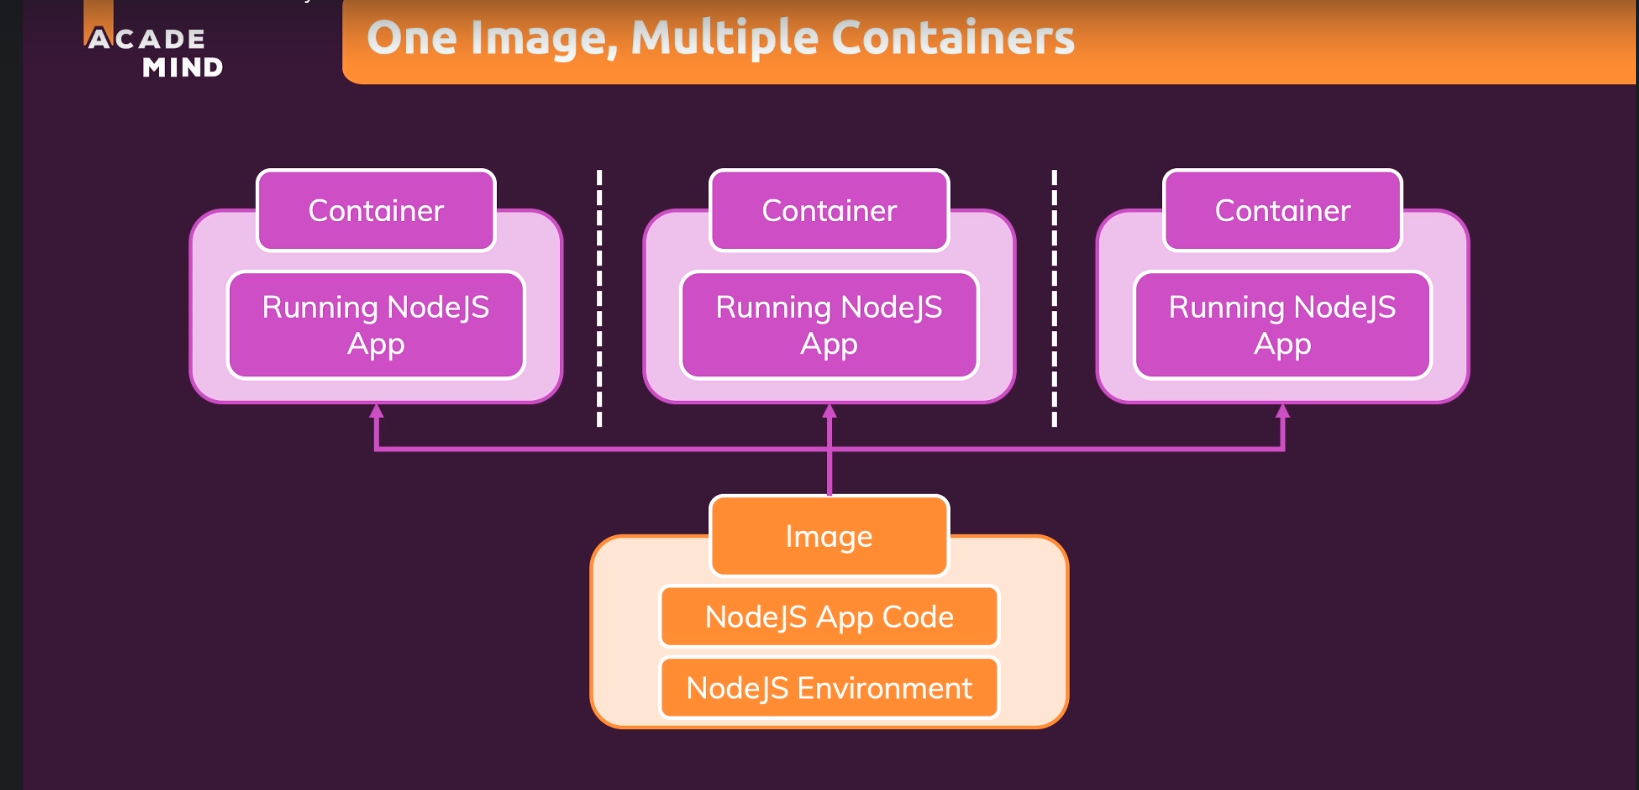 ACADE
MIND
One Image, Multiple Containers
Container
Container
Container
Running NodeJS
App
Running NodeJS
App
Running NodeJS
App
Image
NodeJS App Code
NodeJS Environment